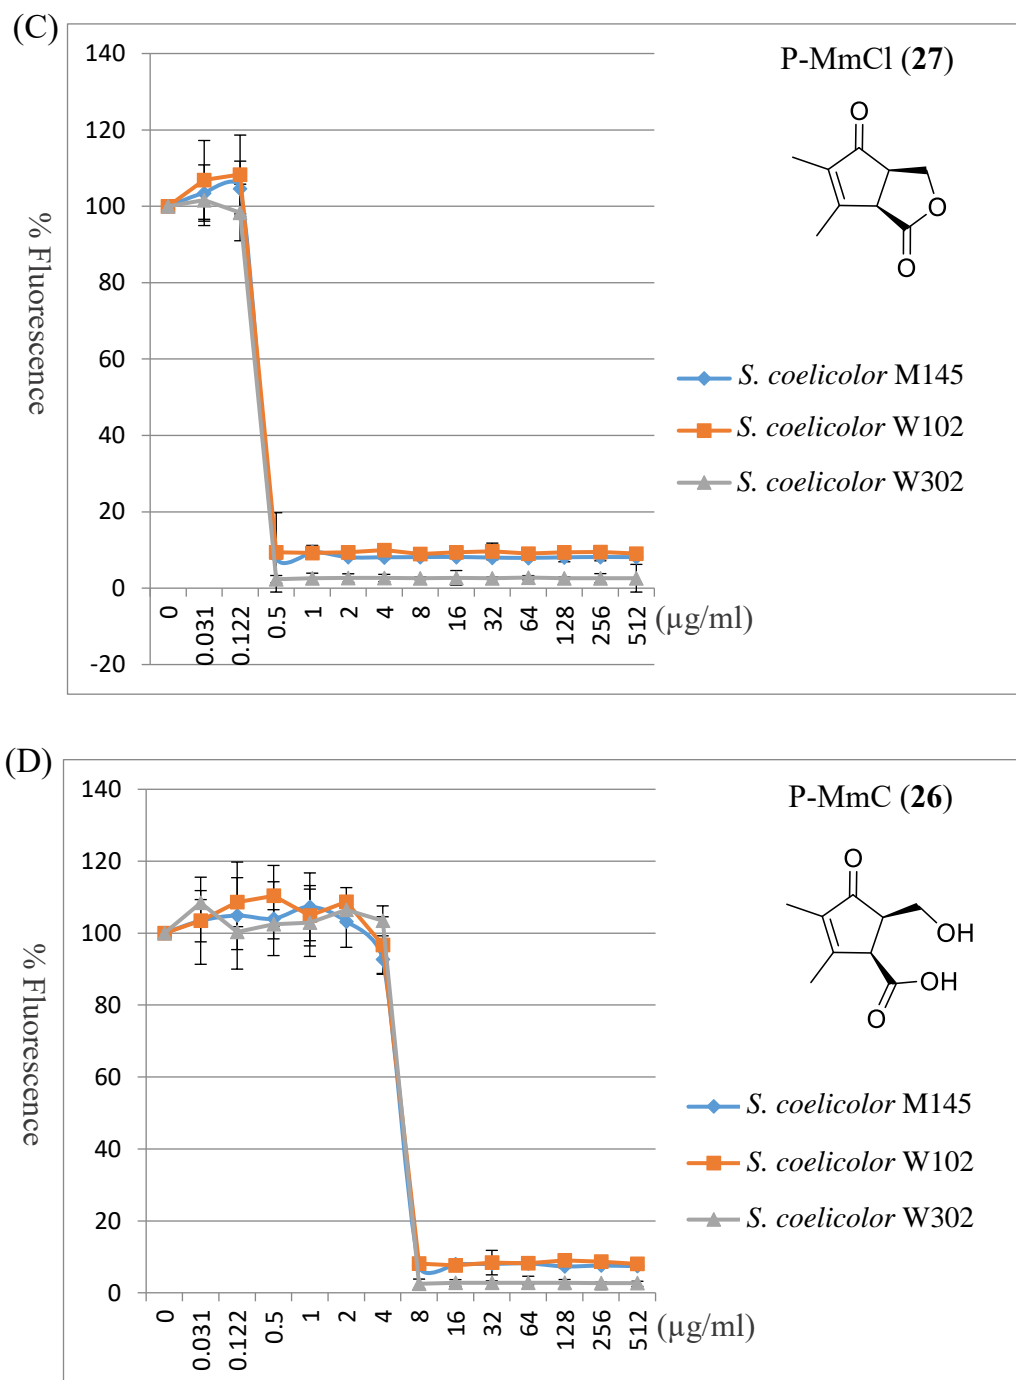 (C)
140
120
100
80
60
40
20
0
-20
% Fluorescence
0
0.031
0.122
0.5
1
2
4
8
16
32
64
128
256
512
(µg/ml)
P-MmCl (27)
O
O
O
S. coelicolor M145
S. coelicolor W102
S. coelicolor W302
(D)
140
120
100
80
60
40
20
0
% Fluorescence
0
0.031
0.122
0.5
1
2
4
8
16
32
64
128
256
512
(µg/ml)
P-MmC (26)
O
OH
OH
O
S. coelicolor M145
S. coelicolor W102
S. coelicolor W302